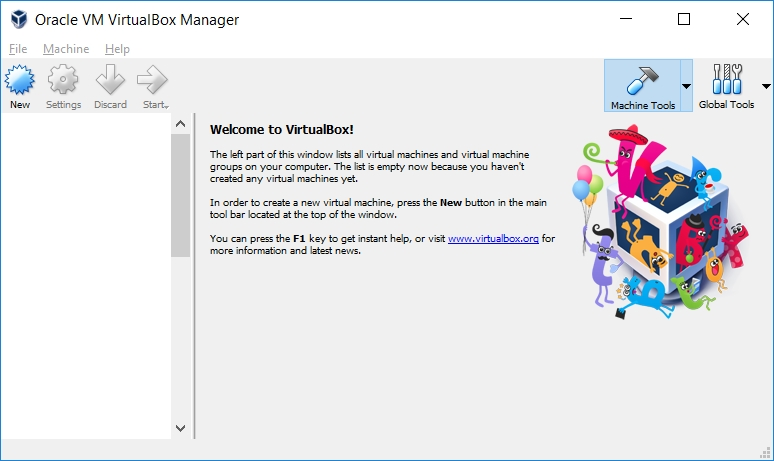 Oracle VM VirtualBox Manager
File Machine Help
New Settings Discard Start
Machine Tools Global Tools
Welcome to VirtualBox!
The left part of this window lists all virtual machines and virtual machine
groups on your computer. The list is empty now because you haven't
created any virtual machines yet.
In order to create a new virtual machine, press the New button in the main
tool bar located at the top of the window.
You can press the F1 key to get instant help, or visit www.virtualbox.org for
more information and latest news.